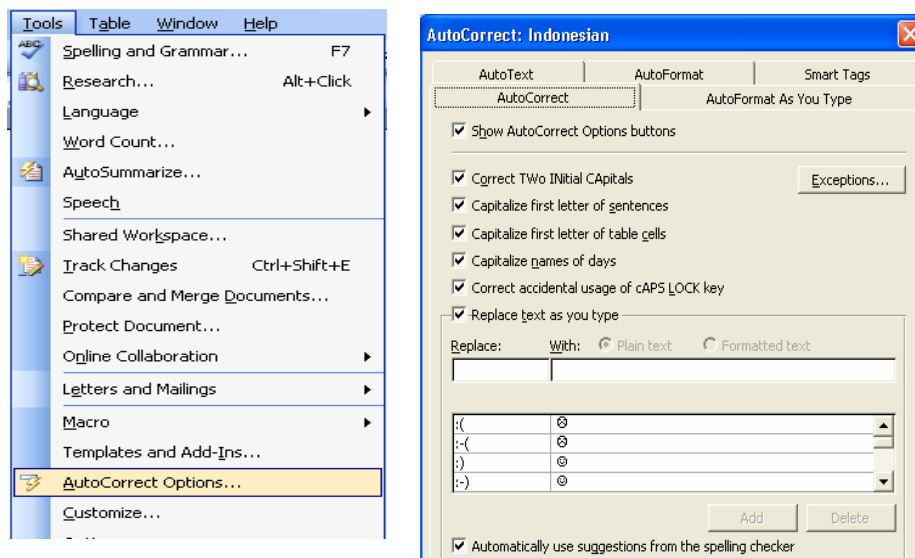 Tools Table Window Help
ABC
Spelling and Grammar... F7
Research... Alt+Click
Language
Word Count...
AutoSummarize...
Speech
Shared Workspace...
Track Changes Ctrl+Shift+E
Compare and Merge Documents...
Protect Document...
Online Collaboration
Letters and Mailings
Macro
Templates and Add-Ins...
AutoCorrect Options...
Customize...
AutoCorrect: Indonesian
AutoText AutoFormat Smart Tags
AutoCorrect AutoFormat As You Type
Show AutoCorrect Options buttons
Correct TWo INitial CApitals Exceptions...
Capitalize first letter of sentences
Capitalize first letter of table cells
Capitalize names of days
Correct accidental usage of cAPS LOCK key
Replace text as you type
Replace: With: Plain text Formatted text
:( ☹
:-( ☹
:) ☺
:-) ☺
Add Delete
Automatically use suggestions from the spelling checker